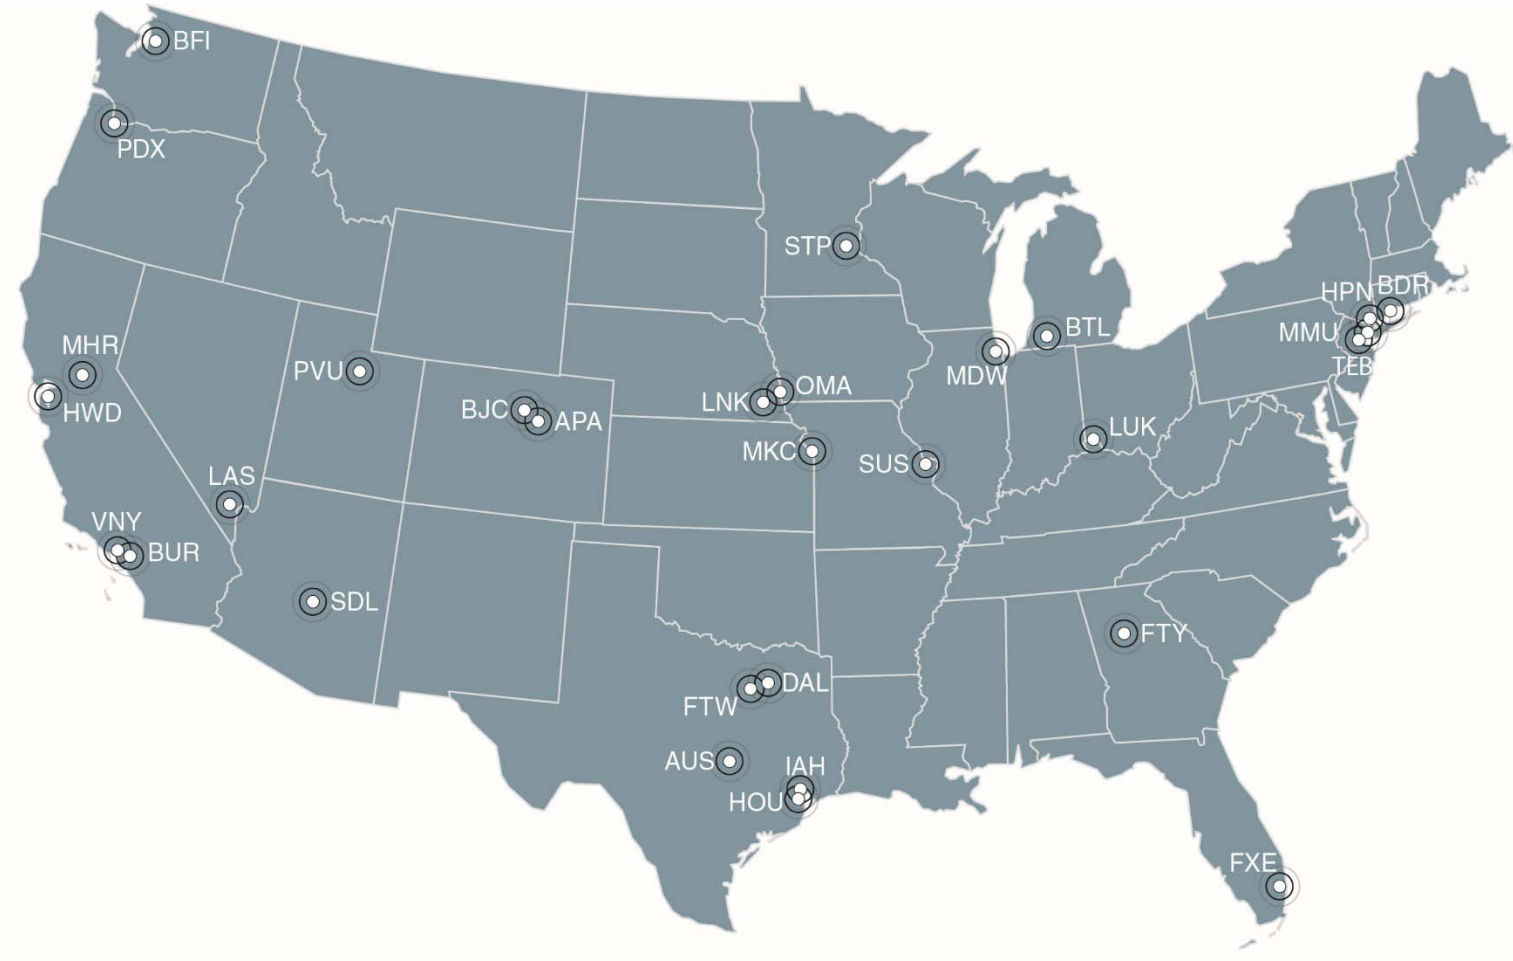 BFI
PDX
STP
HPN
BDR
MMU
TEB
BTL
MDW
MHR
HWD
PVU
OMA
LNK
BJC
APA
LUK
MKC
SUS
LAS
VNY
BUR
SDL
FTY
DAL
FTW
AUS
IAH
HOU
FXE